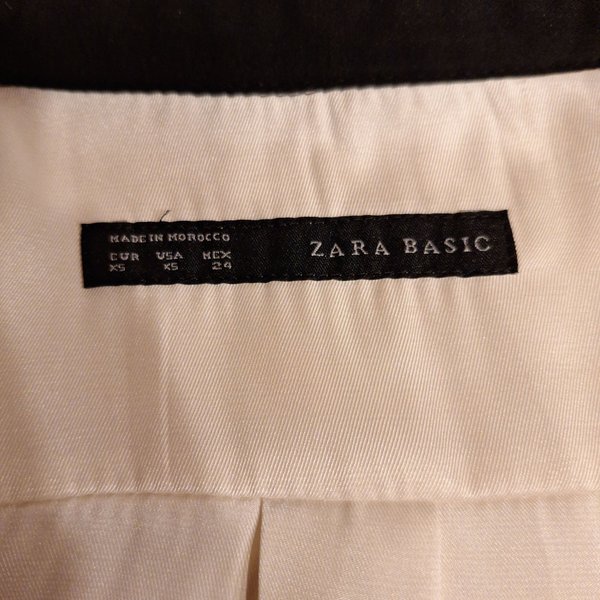 MADE IN MOROCCO
EUR USA MEX
XS XS 24
ZARA BASIC